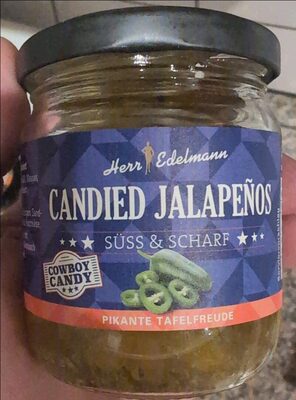 Herr Edelmann
CANDIED JALAPEÑOS
SÜSS & SCHARF
COWBOY
CANDY
PIKANTE TAFELFREUDE